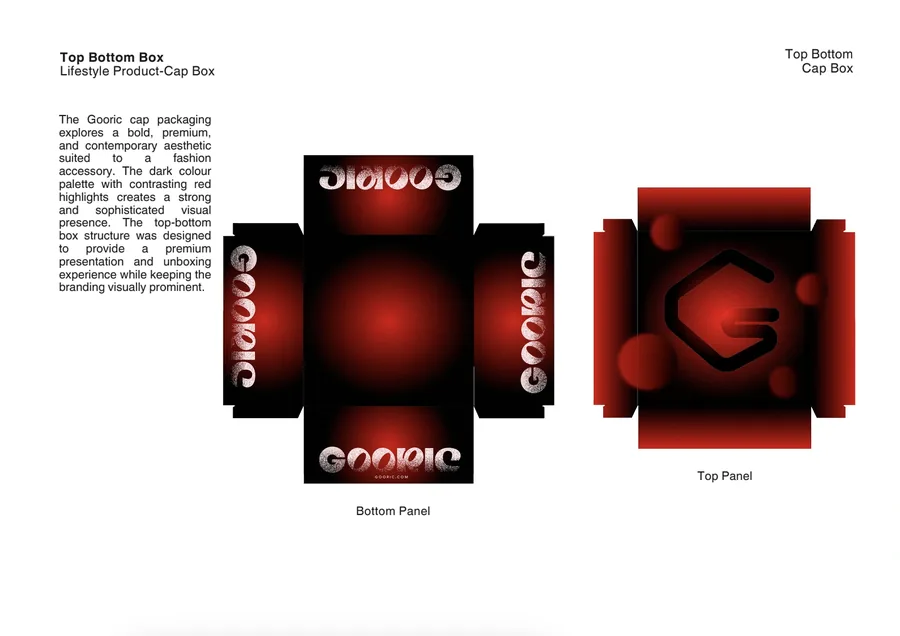 Top Bottom Box
Lifestyle Product-Cap Box
Top Bottom
Cap Box
The Gooric cap packaging
explores a bold, premium,
and contemporary aesthetic
suited to a fashion
accessory. The dark colour
palette with contrasting red
highlights creates a strong
and sophisticated visual
presence. The top-bottom
box structure was designed
to provide a premium
presentation and unboxing
experience while keeping the
branding visually prominent.
GOORIC
GOORIC
GOORIC
GOORIC
GOORIC.COM
G
Bottom Panel
Top Panel